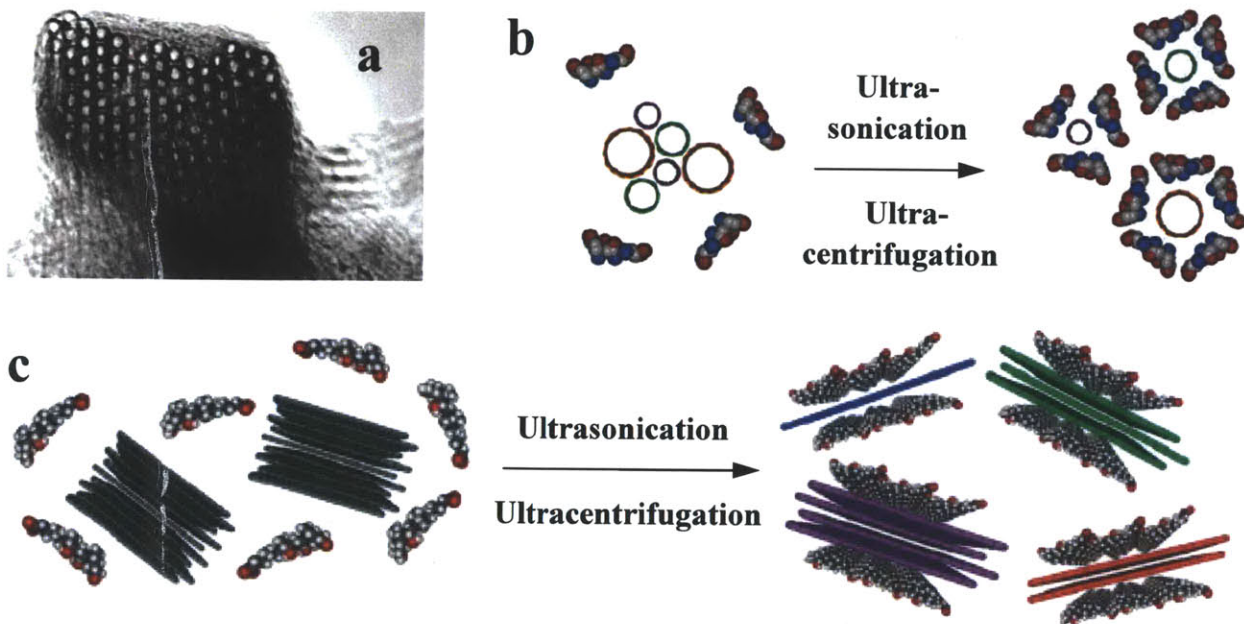 a
b
Ultra-
sonication
Ultra-
centrifugation
c
Ultrasonication
Ultracentrifugation